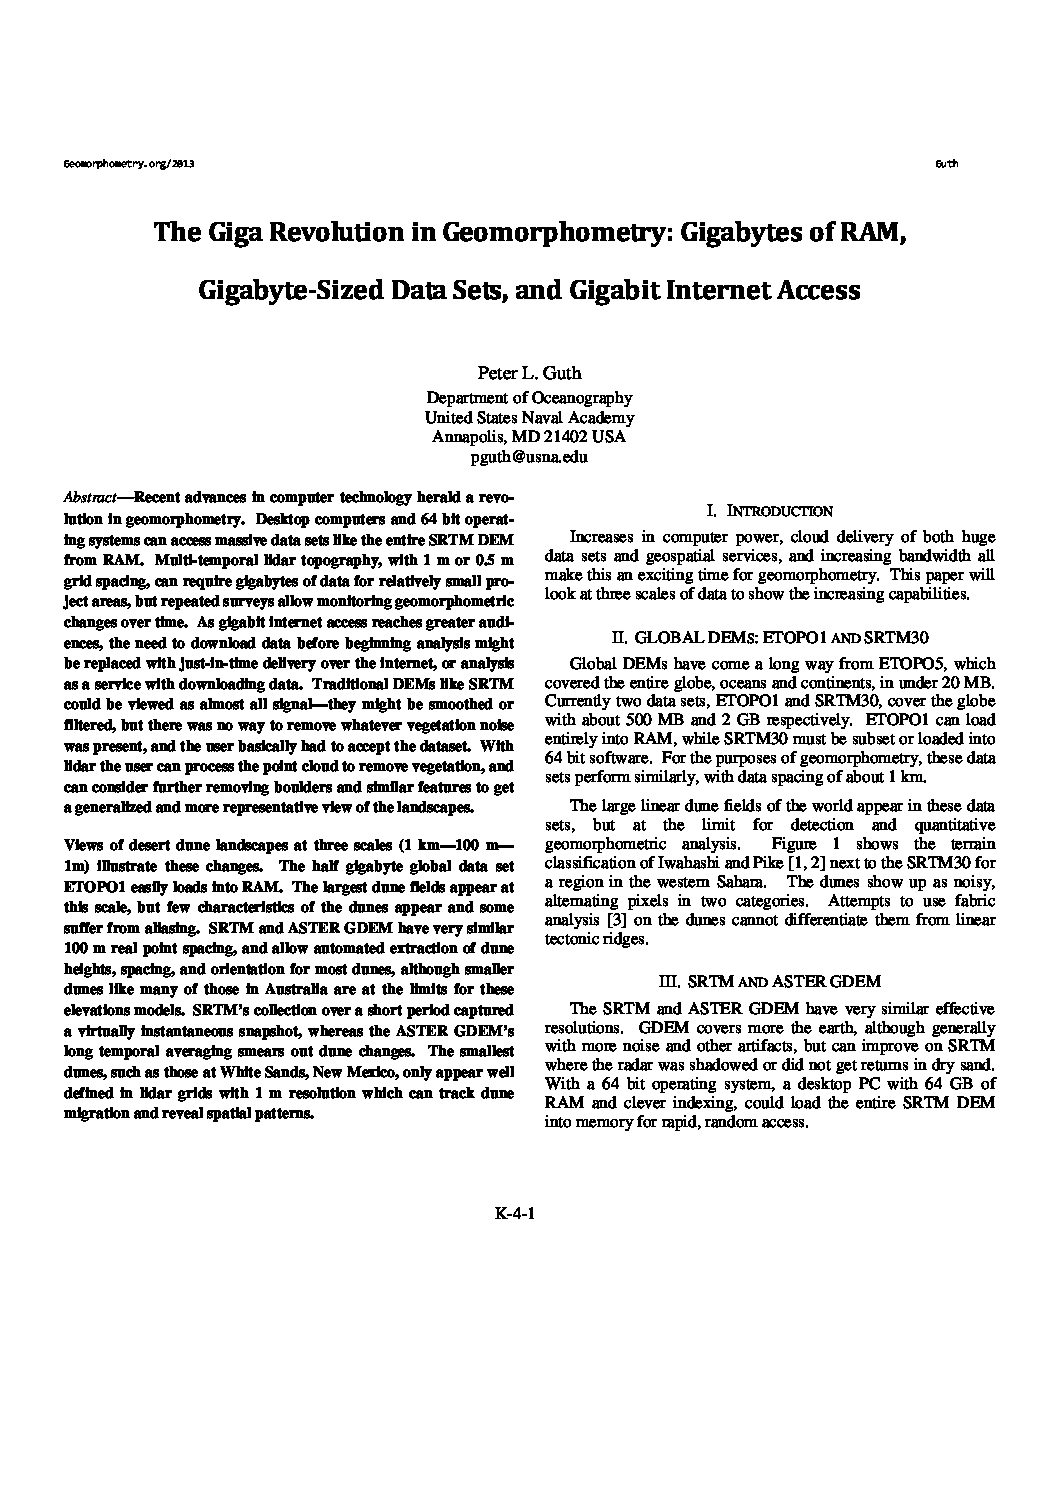 Geomorphometry.org/2013
Guth
The Giga Revolution in Geomorphometry: Gigabytes of RAM,
Gigabyte-Sized Data Sets, and Gigabit Internet Access
Peter L. Guth
Department of Oceanography
United States Naval Academy
Annapolis, MD 21402 USA
pguth@usna.edu
Abstract—Recent advances in computer technology herald a revo-
lution in geomorphometry. Desktop computers and 64 bit operat-
ing systems can access massive data sets like the entire SRTM DEM
from RAM. Multi-temporal lidar topography, with 1 m or 0.5 m
grid spacing, can require gigabytes of data for relatively small pro-
ject areas, but repeated surveys allow monitoring geomorphometric
changes over time. As gigabit internet access reaches greater audi-
ences, the need to download data before beginning analysis might
be replaced with just-in-time delivery over the internet, or analysis
as a service with downloading data. Traditional DEMs like SRTM
could be viewed as almost all signal—they might be smoothed or
filtered, but there was no way to remove whatever vegetation noise
was present, and the user basically had to accept the dataset. With
lidar the user can process the point cloud to remove vegetation, and
can consider further removing boulders and similar features to get
a generalized and more representative view of the landscapes.
Views of desert dune landscapes at three scales (1 km—100 m—
1m) illustrate these changes. The half gigabyte global data set
ETOPO1 easily loads into RAM. The largest dune fields appear at
this scale, but few characteristics of the dunes appear and some
suffer from aliasing. SRTM and ASTER GDEM have very similar
100 m real point spacing, and allow automated extraction of dune
heights, spacing, and orientation for most dunes, although smaller
dunes like many of those in Australia are at the limits for these
elevations models. SRTM's collection over a short period captured
a virtually instantaneous snapshot, whereas the ASTER GDEM's
long temporal averaging smears out dune changes. The smallest
dunes, such as those at White Sands, New Mexico, only appear well
defined in lidar grids with 1 m resolution which can track dune
migration and reveal spatial patterns.
I. INTRODUCTION
Increases in computer power, cloud delivery of both huge
data sets and geospatial services, and increasing bandwidth all
make this an exciting time for geomorphometry. This paper will
look at three scales of data to show the increasing capabilities.
II. GLOBAL DEMS: ETOPO1 AND SRTM30
Global DEMs have come a long way from ETOPO5, which
covered the entire globe, oceans and continents, in under 20 MB.
Currently two data sets, ETOPO1 and SRTM30, cover the globe
with about 500 MB and 2 GB respectively. ETOPO1 can load
entirely into RAM, while SRTM30 must be subset or loaded into
64 bit software. For the purposes of geomorphometry, these data
sets perform similarly, with data spacing of about 1 km.
The large linear dune fields of the world appear in these data
sets, but at the limit for detection and quantitative
geomorphometric analysis. Figure 1 shows the terrain
classification of Iwahashi and Pike [1, 2] next to the SRTM30 for
a region in the western Sahara. The dunes show up as noisy,
alternating pixels in two categories. Attempts to use fabric
analysis [3] on the dunes cannot differentiate them from linear
tectonic ridges.
III. SRTM AND ASTER GDEM
The SRTM and ASTER GDEM have very similar effective
resolutions. GDEM covers more the earth, although generally
with more noise and other artifacts, but can improve on SRTM
where the radar was shadowed or did not get returns in dry sand.
With a 64 bit operating system, a desktop PC with 64 GB of
RAM and clever indexing, could load the entire SRTM DEM
into memory for rapid, random access.
K-4-1